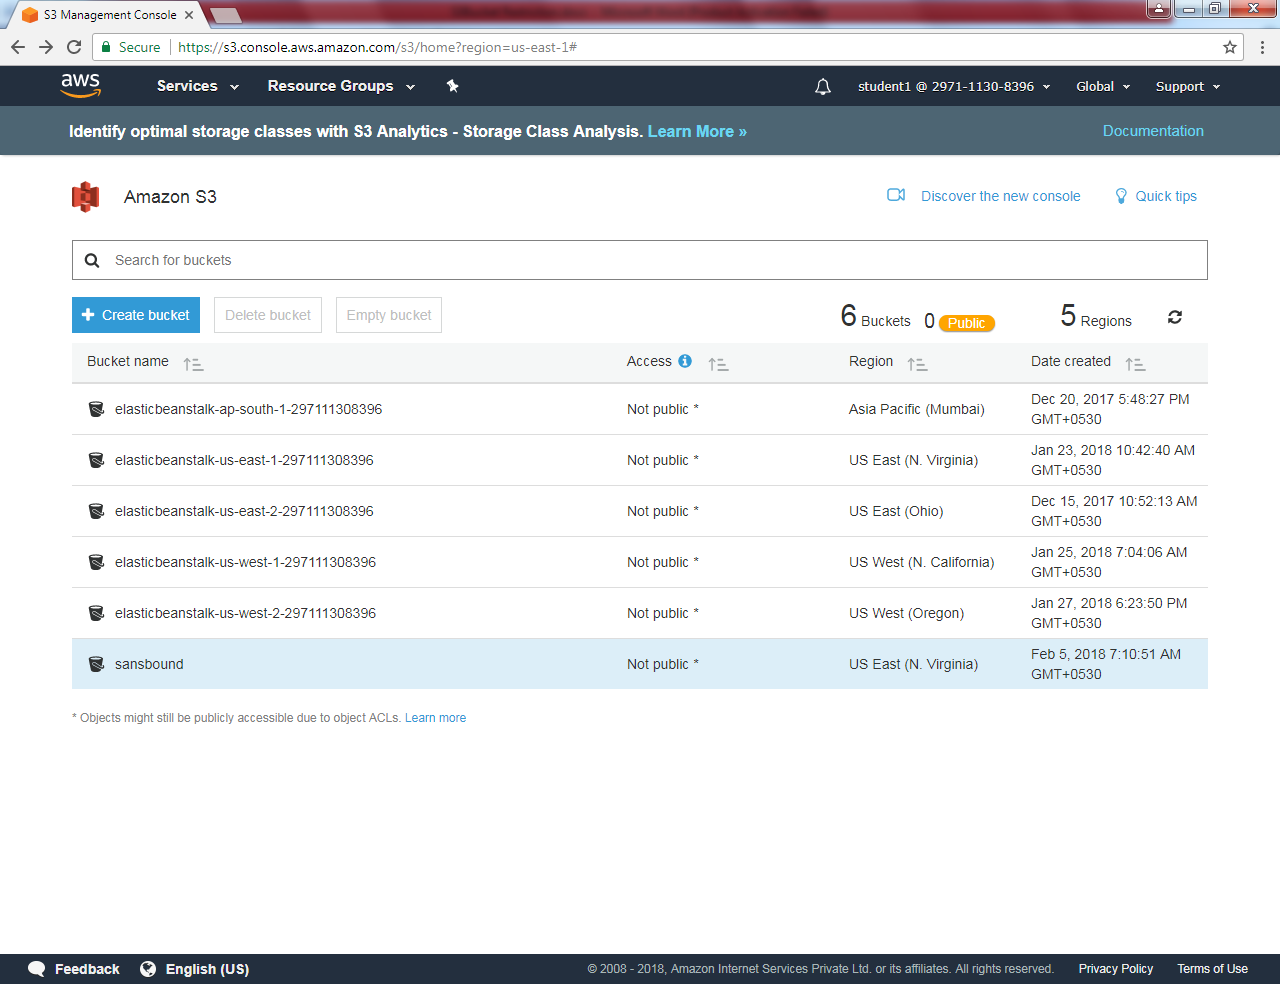 S3 Management Console
Secure https://s3.console.aws.amazon.com/s3/home?region=us-east-1#
aws Services Resource Groups student1 @ 2971-1130-8396 Global Support
Identify optimal storage classes with S3 Analytics - Storage Class Analysis. Learn More » Documentation
Amazon S3 Discover the new console Quick tips
Search for buckets
Create bucket Delete bucket Empty bucket 6 Buckets 0 Public 5 Regions
Bucket name Access Region Date created
elasticbeanstalk-ap-south-1-297111308396 Not public * Asia Pacific (Mumbai) Dec 20, 2017 5:48:27 PM
GMT+0530
elasticbeanstalk-us-east-1-297111308396 Not public * US East (N. Virginia) Jan 23, 2018 10:42:40 AM
GMT+0530
elasticbeanstalk-us-east-2-297111308396 Not public * US East (Ohio) Dec 15, 2017 10:52:13 AM
GMT+0530
elasticbeanstalk-us-west-1-297111308396 Not public * US West (N. California) Jan 25, 2018 7:04:06 AM
GMT+0530
elasticbeanstalk-us-west-2-297111308396 Not public * US West (Oregon) Jan 27, 2018 6:23:50 PM
GMT+0530
sansbound Not public * US East (N. Virginia) Feb 5, 2018 7:10:51 AM
GMT+0530
* Objects might still be publicly accessible due to object ACLs. Learn more
Feedback English (US) © 2008 - 2018, Amazon Internet Services Private Ltd. or its affiliates. All rights reserved. Privacy Policy Terms of Use